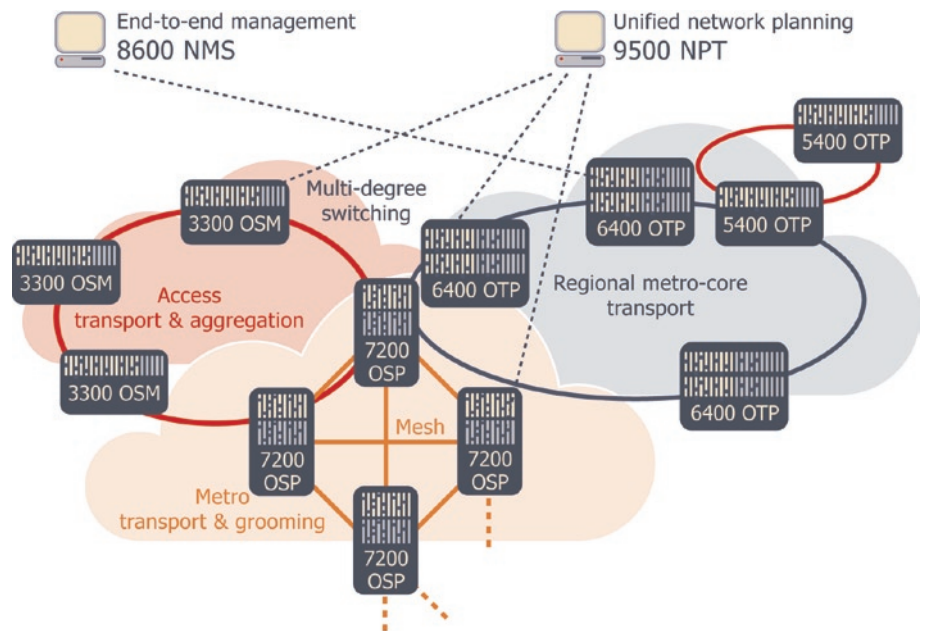 End-to-end management
8600 NMS
Unified network planning
9500 NPT
5400 OTP
Multi-degree
switching
3300 OSM
6400 OTP
5400 OTP
3300 OSM
6400 OTP
Access
transport & aggregation
Regional metro-core
transport
7200
OSP
3300 OSM
6400 OTP
Mesh
7200
OSP
7200
OSP
Metro
transport & grooming
7200
OSP